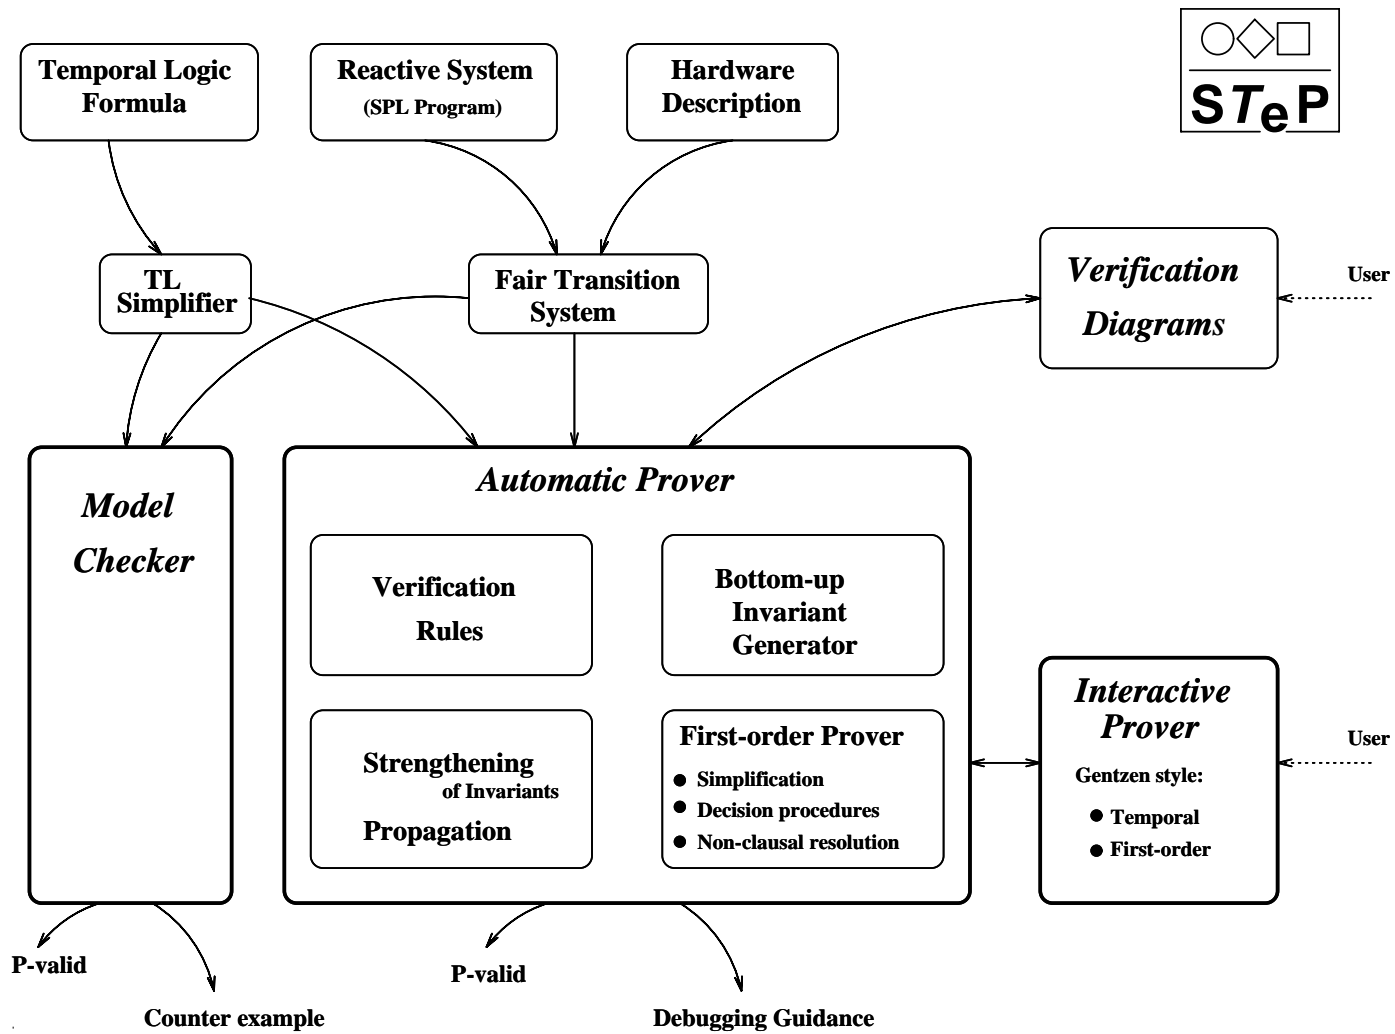 STeP
Temporal Logic
Formula
Reactive System
(SPL Program)
Hardware
Description
TL
Simplifier
Fair Transition
System
Verification
Diagrams
User
Model
Checker
Automatic Prover
Verification
Rules
Bottom-up
Invariant
Generator
Strengthening
of Invariants
Propagation
First-order Prover
Simplification
Decision procedures
Non-clausal resolution
Interactive
Prover
Gentzen style:
Temporal
First-order
User
P-valid
Counter example
P-valid
Debugging Guidance